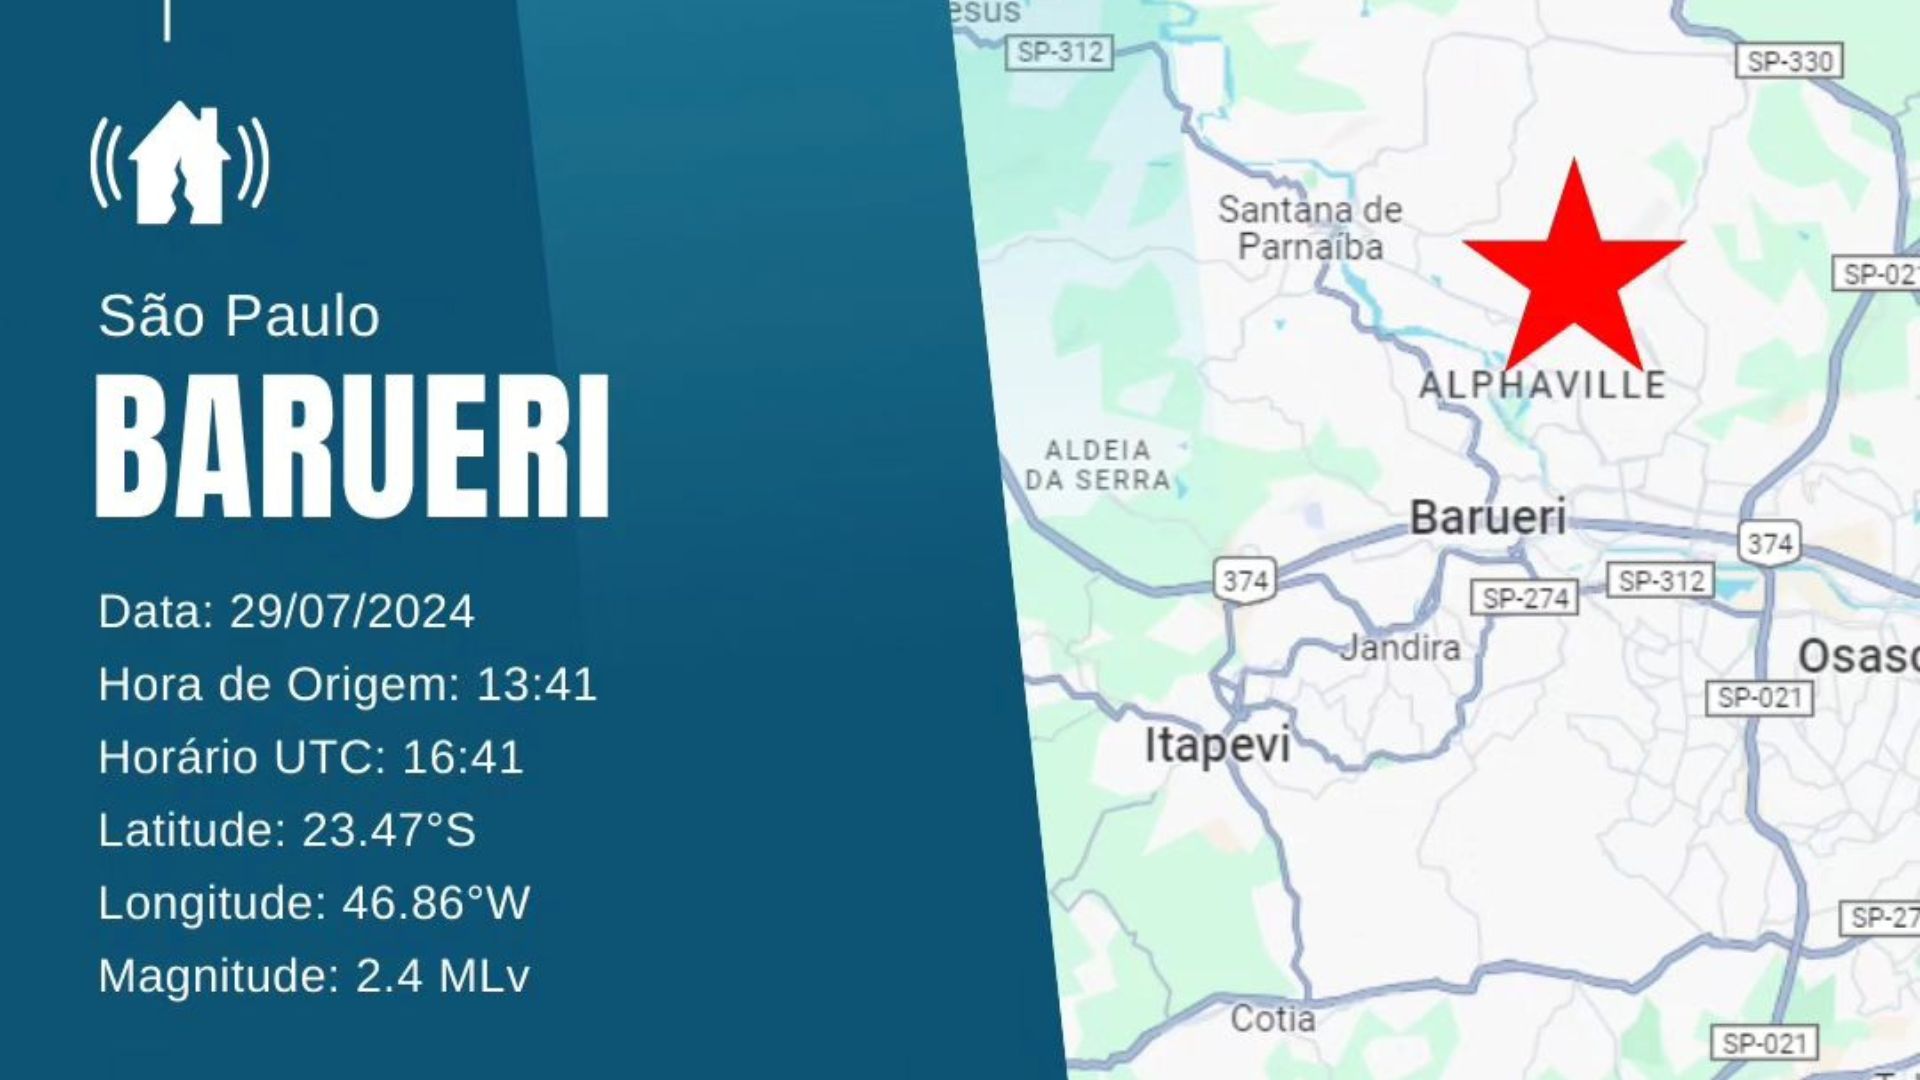 São Paulo
BARUERI
Data: 29/07/2024
Hora de Origem: 13:41
Horário UTC: 16:41
Latitude: 23.47°S
Longitude: 46.86°W
Magnitude: 2.4 MLv
esus
SP-312
SP-330
Santana de
Parnaíba
SP-021
ALPHAVILLE
ALDEIA
DA SERRA
Barueri
374
374
SP-274
SP-312
Jandira
Osasc
SP-021
Itapevi
SP-27
Cotia
SP-021